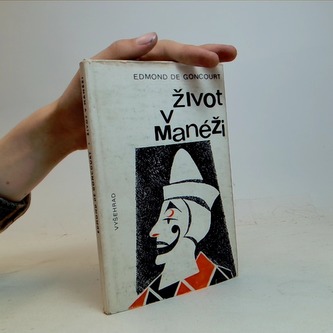 EDMOND DE GONCOURT
život
v
Manéži
VYŠEHRAD